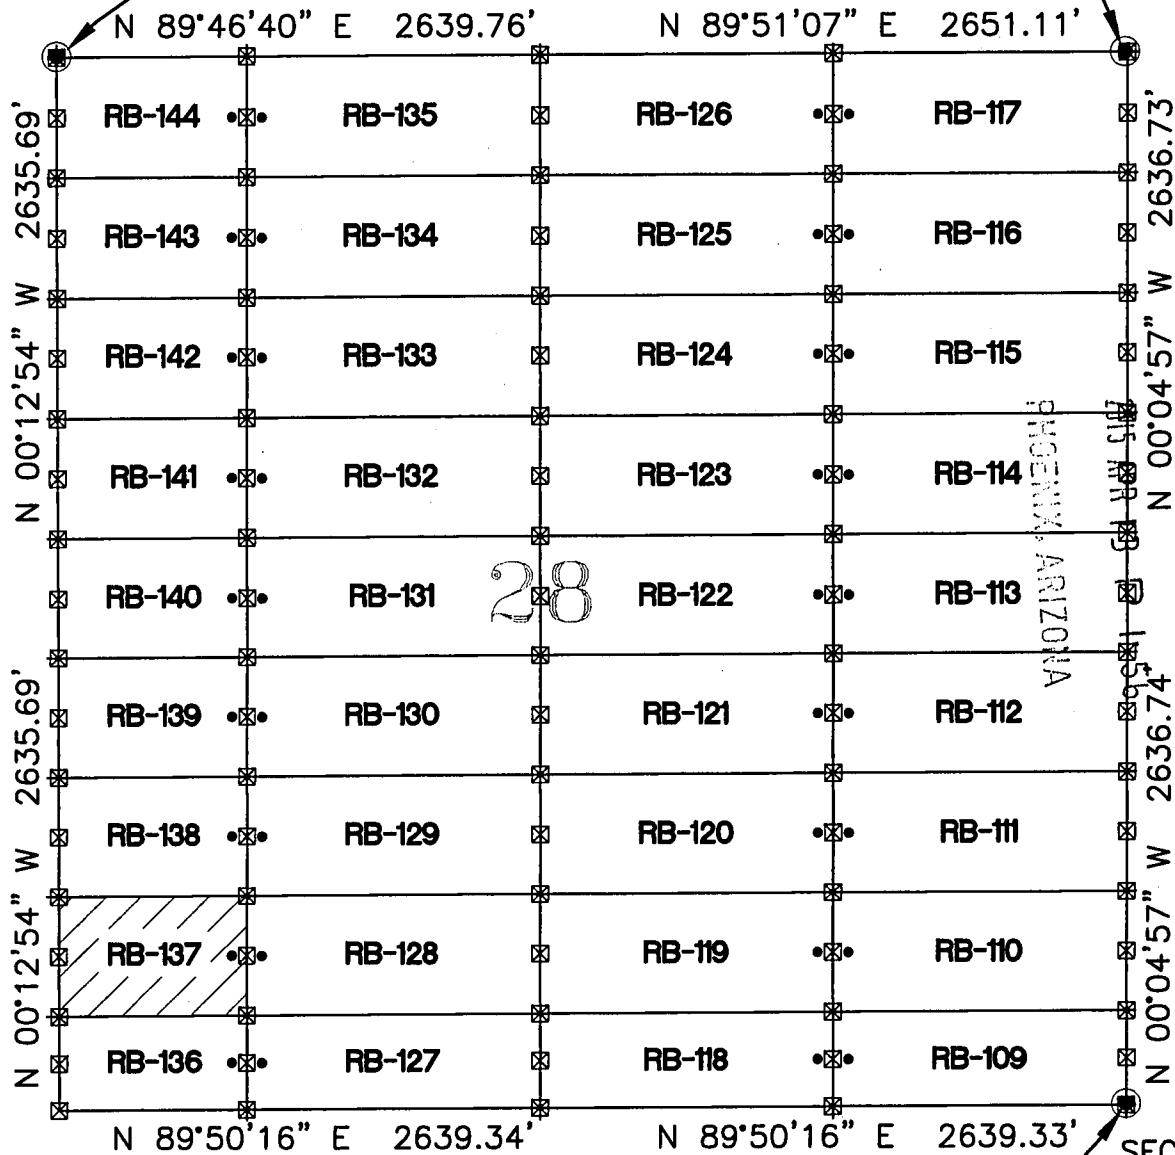 N 89°46'40" E 2639.76' N 89°51'07" E 2651.11'
N 00°12'54" W 2635.69'
N 00°04'57" W 2636.73'
RB-144 RB-135 RB-126 RB-117
RB-143 RB-134 RB-125 RB-116
RB-142 RB-133 RB-124 RB-115
RB-141 RB-132 RB-123 RB-114
PHOENIX, ARIZONA
2015 APR 13 P 1:56
RB-140 RB-131 28 RB-122 RB-113
RB-139 RB-130 RB-121 RB-112
RB-138 RB-129 RB-120 RB-111
RB-137 RB-128 RB-119 RB-110
RB-136 RB-127 RB-118 RB-109
N 00°12'54" W 2635.69'
N 00°04'57" W 2636.74'
N 89°50'16" E 2639.34' N 89°50'16" E 2639.33'